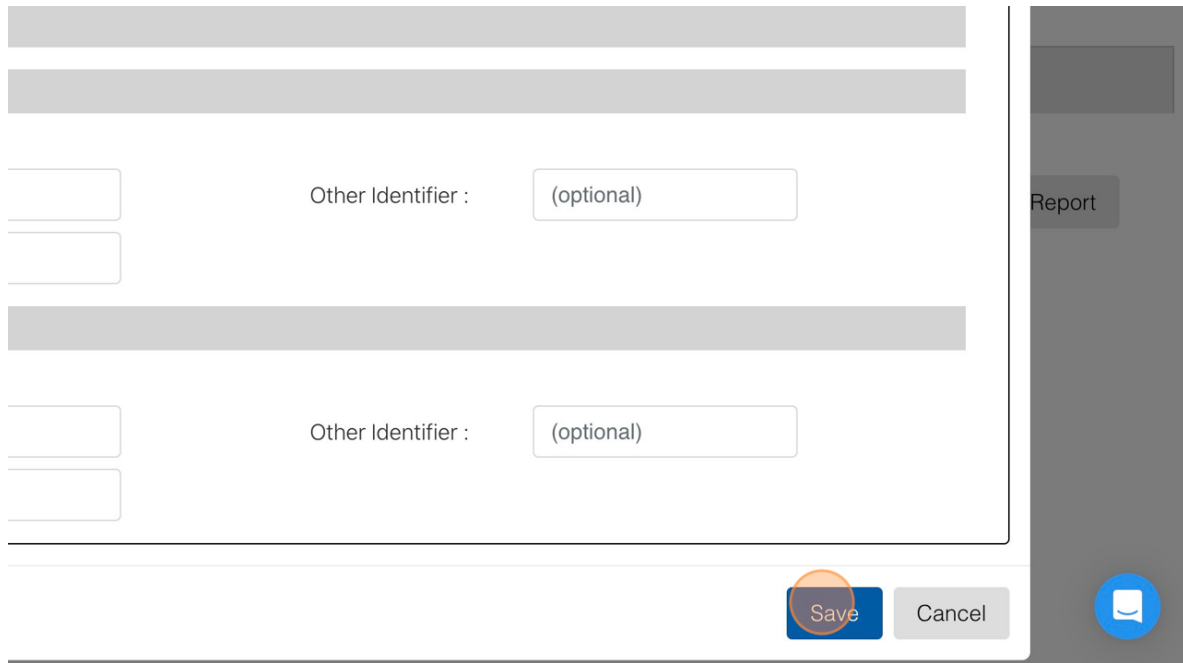 Other Identifier : (optional)
Report
Other Identifier : (optional)
Save Cancel